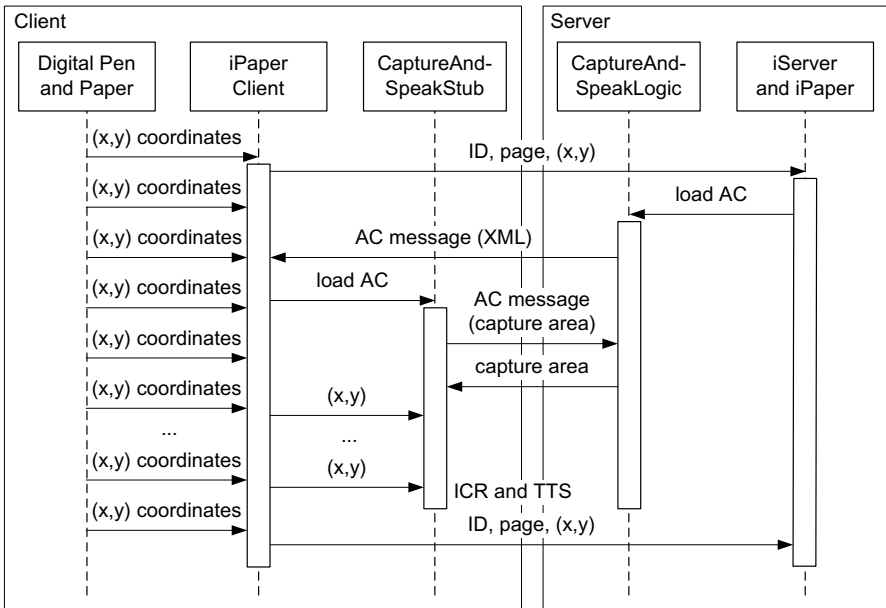 Client
Server
Digital Pen
and Paper
iPaper
Client
CaptureAnd-
SpeakStub
CaptureAnd-
SpeakLogic
iServer
and iPaper
(x,y) coordinates
ID, page, (x,y)
(x,y) coordinates
load AC
(x,y) coordinates
AC message (XML)
(x,y) coordinates
load AC
AC message
(capture area)
(x,y) coordinates
capture area
(x,y) coordinates
(x,y)
...
...
(x,y) coordinates
(x,y)
ICR and TTS
(x,y) coordinates
ID, page, (x,y)